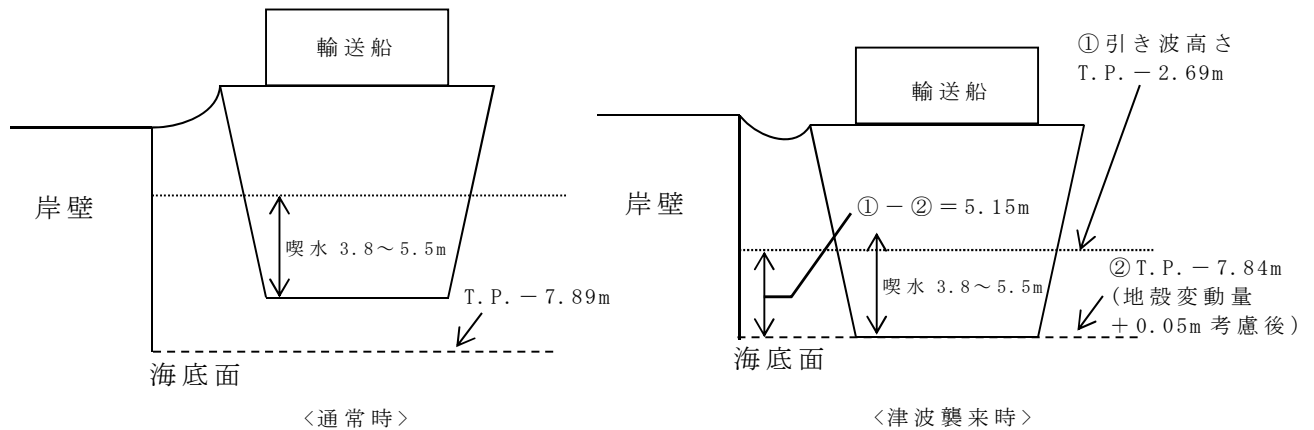 輸送船
岸壁
喫水 3.8～5.5m
T.P.－7.89m
海底面
＜通常時＞
輸送船
①引き波高さ
T.P.－2.69m
岸壁
①－②＝5.15m
喫水 3.8～5.5m
②T.P.－7.84m
(地殻変動量
＋0.05m 考慮後)
海底面
＜津波襲来時＞